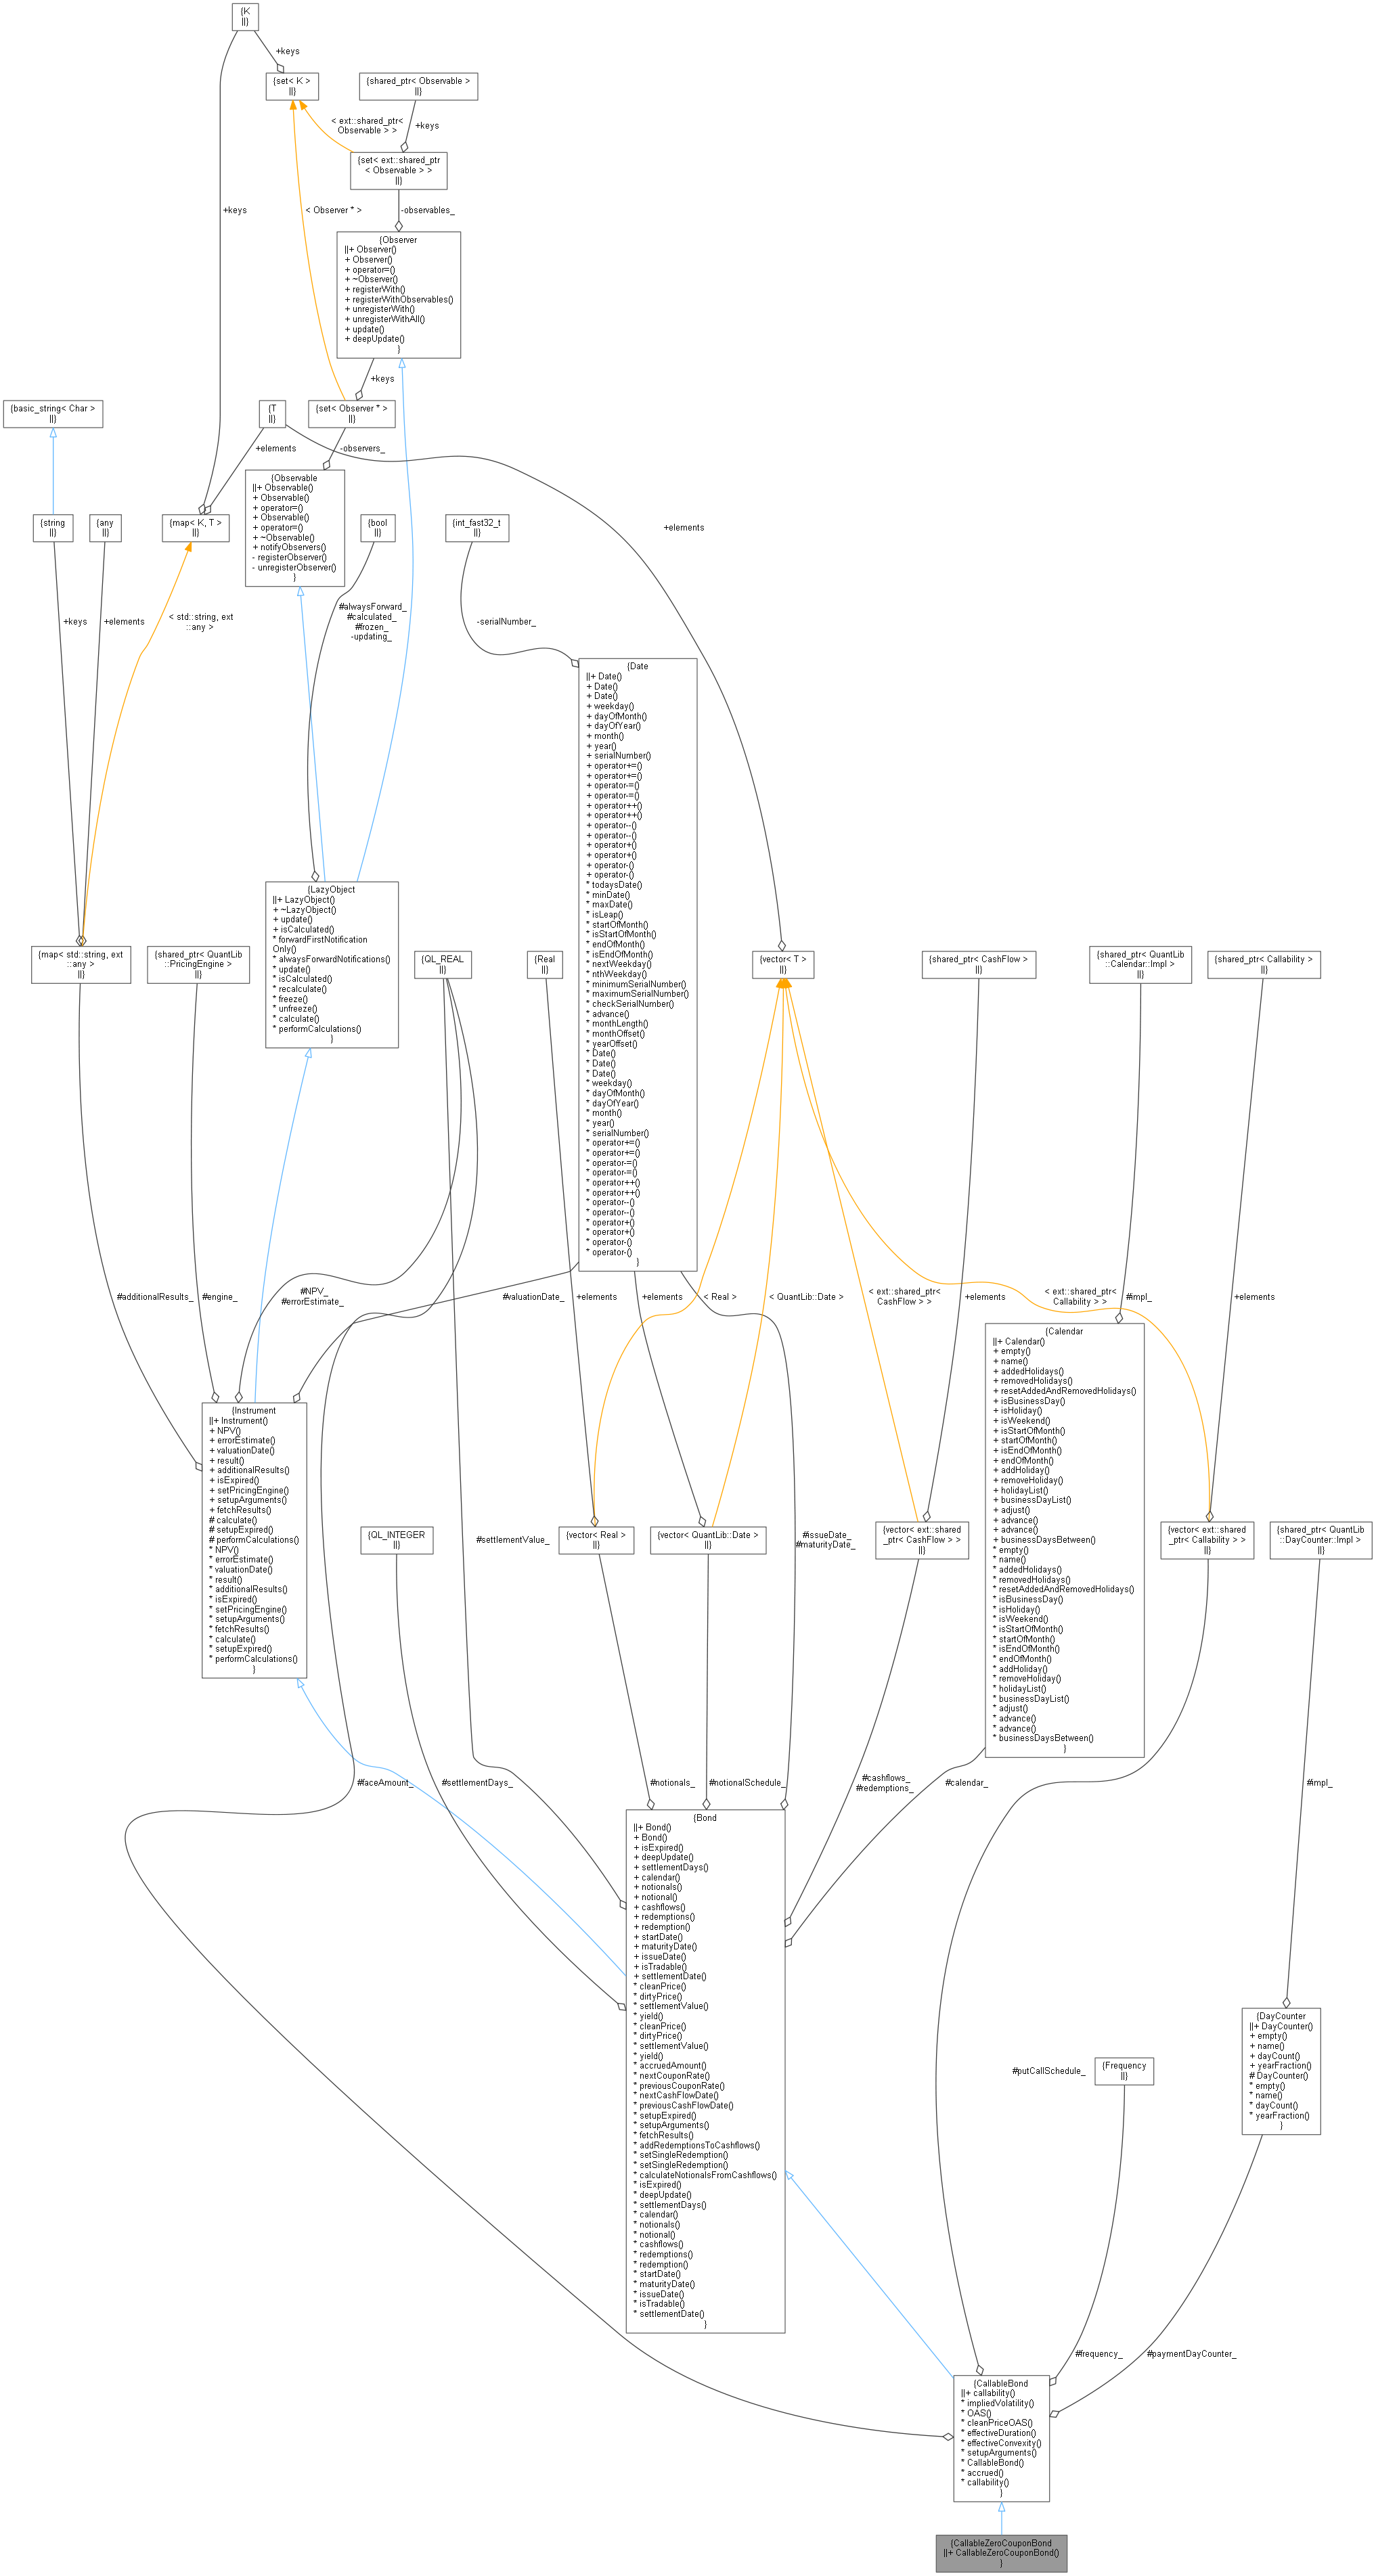 {K
||}
+keys
{set< K >
||}
{shared_ptr< Observable >
||}
< ext::shared_ptr<
Observable > >
+keys
{set< ext::shared_ptr
< Observable > >
||}
+keys
< Observer * >
-observables_
{Observer
||+ Observer()
+ Observer()
+ operator=()
+ ~Observer()
+ registerWith()
+ registerWithObservables()
+ unregisterWith()
+ unregisterWithAll()
+ update()
+ deepUpdate()
}
+keys
{basic_string< Char >
||}
{T
||}
{set< Observer * >
||}
+elements
-observers_
{Observable
||+ Observable()
+ Observable()
+ operator=()
+ Observable()
+ operator=()
+ ~Observable()
+ notifyObservers()
- registerObserver()
- unregisterObserver()
}
{string
||}
{any
||}
{map< K, T >
||}
{bool
||}
{int_fast32_t
||}
+elements
+keys
+elements
< std::string, ext
::any >
#alwaysForward_
#calculated_
#frozen_
-updating_
-serialNumber_
{Date
||+ Date()
+ Date()
+ Date()
+ weekday()
+ dayOfMonth()
+ dayOfYear()
+ month()
+ year()
+ serialNumber()
+ operator+=()
+ operator+=()
+ operator-=()
+ operator-=()
+ operator++()
+ operator++()
+ operator--()
+ operator--()
+ operator+()
+ operator+()
+ operator-()
+ operator-()
* todaysDate()
* minDate()
* maxDate()
* isLeap()
* startOfMonth()
* isStartOfMonth()
* endOfMonth()
* isEndOfMonth()
* nextWeekday()
* nthWeekday()
* minimumSerialNumber()
* maximumSerialNumber()
* checkSerialNumber()
* advance()
* monthLength()
* monthOffset()
* yearOffset()
* Date()
* Date()
* Date()
* weekday()
* dayOfMonth()
* dayOfYear()
* month()
* year()
* serialNumber()
* operator+=()
* operator+=()
* operator-=()
* operator-=()
* operator++()
* operator++()
* operator--()
* operator--()
* operator+()
* operator+()
* operator-()
* operator-()
}
{LazyObject
||+ LazyObject()
+ ~LazyObject()
+ update()
+ isCalculated()
* forwardFirstNotification
Only()
* alwaysForwardNotifications()
* update()
* isCalculated()
* recalculate()
* freeze()
* unfreeze()
* calculate()
* performCalculations()
}
{map< std::string, ext
::any >
||}
{shared_ptr< QuantLib
::PricingEngine >
||}
{QL_REAL
||}
{Real
||}
{vector< T >
||}
{shared_ptr< CashFlow >
||}
{shared_ptr< QuantLib
::Calendar::Impl >
||}
{shared_ptr< Callability >
||}
#additionalResults_
#engine_
#NPV_
#errorEstimate_
#valuationDate_
+elements
+elements
< Real >
< QuantLib::Date >
< ext::shared_ptr<
CashFlow > >
+elements
< ext::shared_ptr<
Callability > >
#impl_
+elements
{Calendar
||+ Calendar()
+ empty()
+ name()
+ addedHolidays()
+ removedHolidays()
+ resetAddedAndRemovedHolidays()
+ isBusinessDay()
+ isHoliday()
+ isWeekend()
+ isStartOfMonth()
+ startOfMonth()
+ isEndOfMonth()
+ endOfMonth()
+ addHoliday()
+ removeHoliday()
+ holidayList()
+ businessDayList()
+ adjust()
+ advance()
+ advance()
+ businessDaysBetween()
* empty()
* name()
* addedHolidays()
* removedHolidays()
* resetAddedAndRemovedHolidays()
* isBusinessDay()
* isHoliday()
* isWeekend()
* isStartOfMonth()
* startOfMonth()
* isEndOfMonth()
* endOfMonth()
* addHoliday()
* removeHoliday()
* holidayList()
* businessDayList()
* adjust()
* advance()
* advance()
* businessDaysBetween()
}
{Instrument
||+ Instrument()
+ NPV()
+ errorEstimate()
+ valuationDate()
+ result()
+ additionalResults()
+ isExpired()
+ setPricingEngine()
+ setupArguments()
+ fetchResults()
# calculate()
# setupExpired()
# performCalculations()
* NPV()
* errorEstimate()
* valuationDate()
* result()
* additionalResults()
* isExpired()
* setPricingEngine()
* setupArguments()
* fetchResults()
* calculate()
* setupExpired()
* performCalculations()
}
{QL_INTEGER
||}
#settlementValue_
{vector< Real >
||}
{vector< QuantLib::Date >
||}
#issueDate_
#maturityDate_
{vector< ext::shared
_ptr< CashFlow > >
||}
{vector< ext::shared
_ptr< Callability > >
||}
{shared_ptr< QuantLib
::DayCounter::Impl >
||}
#faceAmount_
#settlementDays_
#notionals_
#notionalSchedule_
#cashflows_
#redemptions_
#calendar_
#impl_
{Bond
||+ Bond()
+ Bond()
+ isExpired()
+ deepUpdate()
+ settlementDays()
+ calendar()
+ notionals()
+ notional()
+ cashflows()
+ redemptions()
+ redemption()
+ startDate()
+ maturityDate()
+ issueDate()
+ isTradable()
+ settlementDate()
* cleanPrice()
* dirtyPrice()
* settlementValue()
* yield()
* cleanPrice()
* dirtyPrice()
* settlementValue()
* yield()
* accruedAmount()
* nextCouponRate()
* previousCouponRate()
* nextCashFlowDate()
* previousCashFlowDate()
* setupExpired()
* setupArguments()
* fetchResults()
* addRedemptionsToCashflows()
* setSingleRedemption()
* setSingleRedemption()
* calculateNotionalsFromCashflows()
* isExpired()
* deepUpdate()
* settlementDays()
* calendar()
* notionals()
* notional()
* cashflows()
* redemptions()
* redemption()
* startDate()
* maturityDate()
* issueDate()
* isTradable()
* settlementDate()
}
{DayCounter
||+ DayCounter()
+ empty()
+ name()
+ dayCount()
+ yearFraction()
# DayCounter()
* empty()
* name()
* dayCount()
* yearFraction()
}
#putCallSchedule_
{Frequency
||}
#frequency_
#paymentDayCounter_
{CallableBond
||+ callability()
* impliedVolatility()
* OAS()
* cleanPriceOAS()
* effectiveDuration()
* effectiveConvexity()
* setupArguments()
* CallableBond()
* accrued()
* callability()
}
{CallableZeroCouponBond
||+ CallableZeroCouponBond()
}